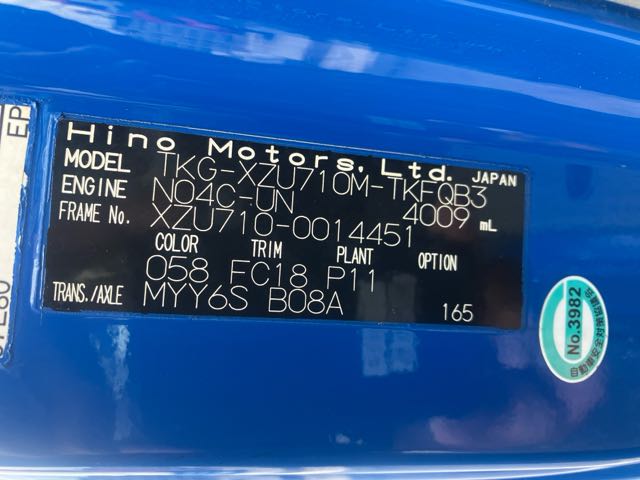 Hino Motors, Ltd. JAPAN
MODEL TKG-XZU710M-TKFQB3
ENGINE N04C-UN 4009 mL
FRAME No. XZU710-0014451
COLOR TRIM PLANT OPTION
058 FC18 P11
TRANS./AXLE MYY6S B08A 165
No.3982
EP